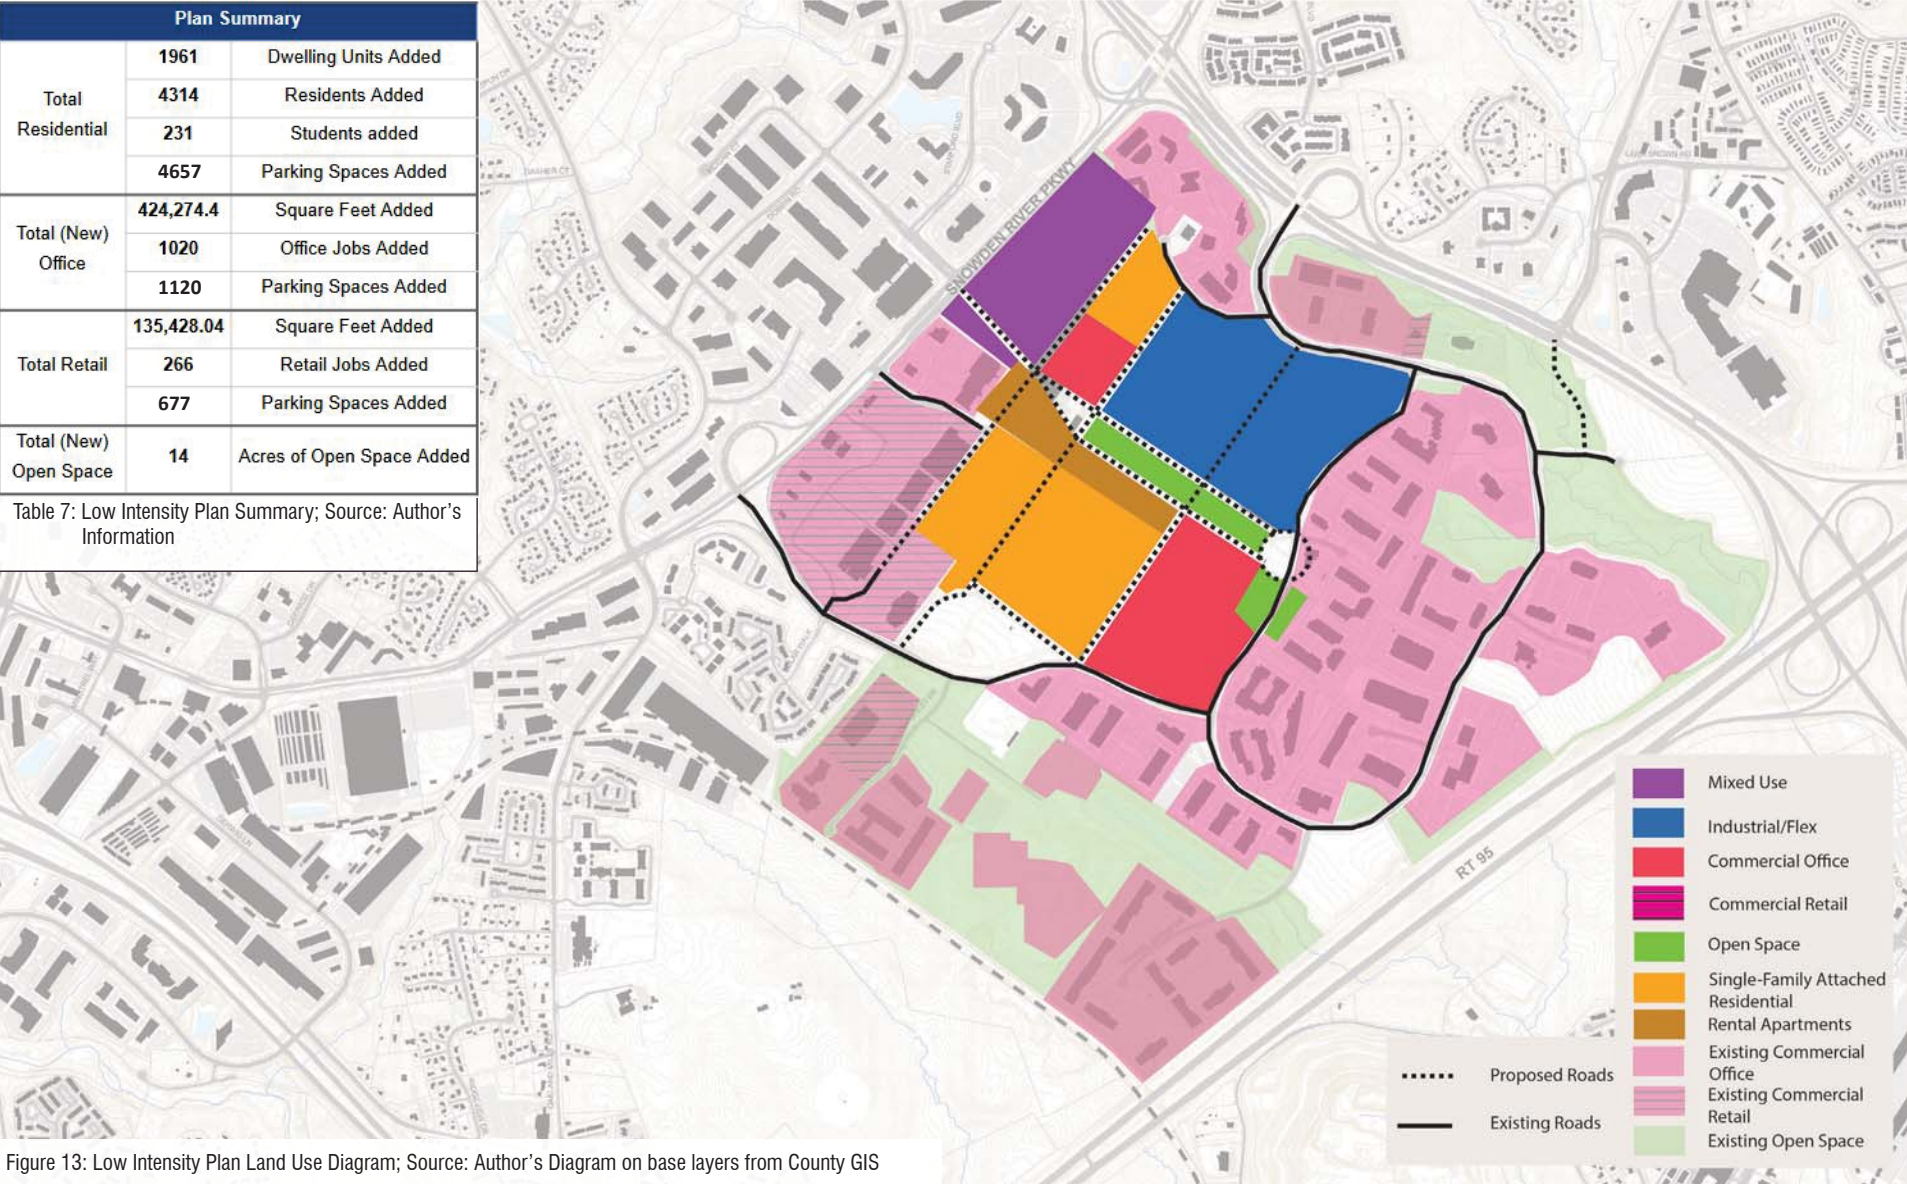 Plan Summary
Total Residential
1961 Dwelling Units Added
4314 Residents Added
231 Students added
4657 Parking Spaces Added
Total (New) Office
424,274.4 Square Feet Added
1020 Office Jobs Added
1120 Parking Spaces Added
Total Retail
135,428.04 Square Feet Added
266 Retail Jobs Added
677 Parking Spaces Added
Total (New) Open Space
14 Acres of Open Space Added
Table 7: Low Intensity Plan Summary; Source: Author's
Information
SNOWDEN RIVER PKWY
RT 95
Mixed Use
Industrial/Flex
Commercial Office
Commercial Retail
Open Space
Single-Family Attached
Residential
Rental Apartments
Existing Commercial
Office
Existing Commercial
Retail
Existing Open Space
Proposed Roads
Existing Roads
Figure 13: Low Intensity Plan Land Use Diagram; Source: Author's Diagram on base layers from County GIS